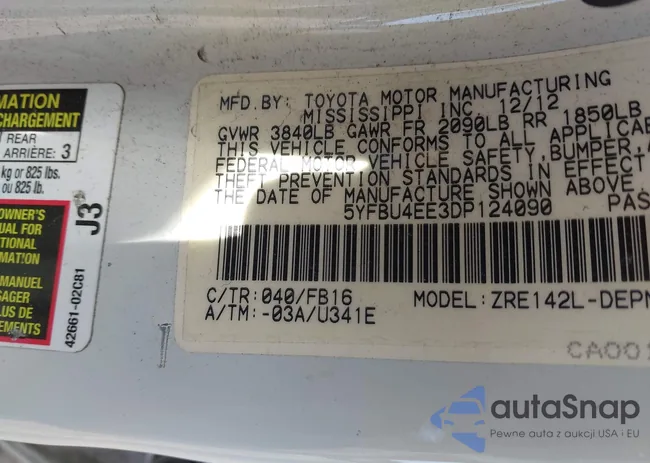 MATION
CHARGEMENT
REAR
ARRIÈRE: 3
kg or 825 lbs.
ou 825 lb.
OWNER'S
UAL FOR
TIONAL
MATION
MANUEL
SAGER
PLUS DE
EMENTS
J3
42661-02C81
MFD.BY: TOYOTA MOTOR MANUFACTURING
MISSISSIPPI INC. 12/12
GVWR 3840LB GAWR FR 2090LB RR 1850LB
THIS VEHICLE CONFORMS TO ALL APPLICAB
FEDERAL MOTOR VEHICLE SAFETY,BUMPER,
THEFT PREVENTION STANDARDS IN EFFECT
THE DATE OF MANUFACTURE SHOWN ABOVE.
5YFBU4EE3DP124090 PAS
C/TR:040/FB16 MODEL:ZRE142L-DEPN
A/TM:-03A/U341E
CA001
autaSnap
Pewne auta z aukcji USA i EU